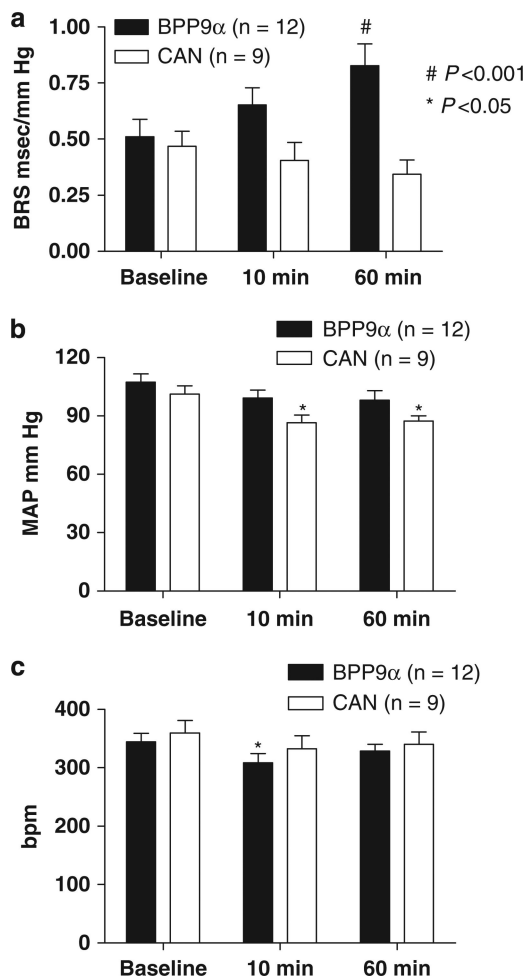 a
BPP9α (n = 12)
CAN (n = 9)
#
# P<0.001
* P<0.05
BRS msec/mm Hg
1.00
0.75
0.50
0.25
0.00
Baseline 10 min 60 min
b
BPP9α (n = 12)
CAN (n = 9)
MAP mm Hg
120
90
60
30
0
* *
Baseline 10 min 60 min
c
BPP9α (n = 12)
CAN (n = 9)
bpm
400
300
200
100
0
*
Baseline 10 min 60 min